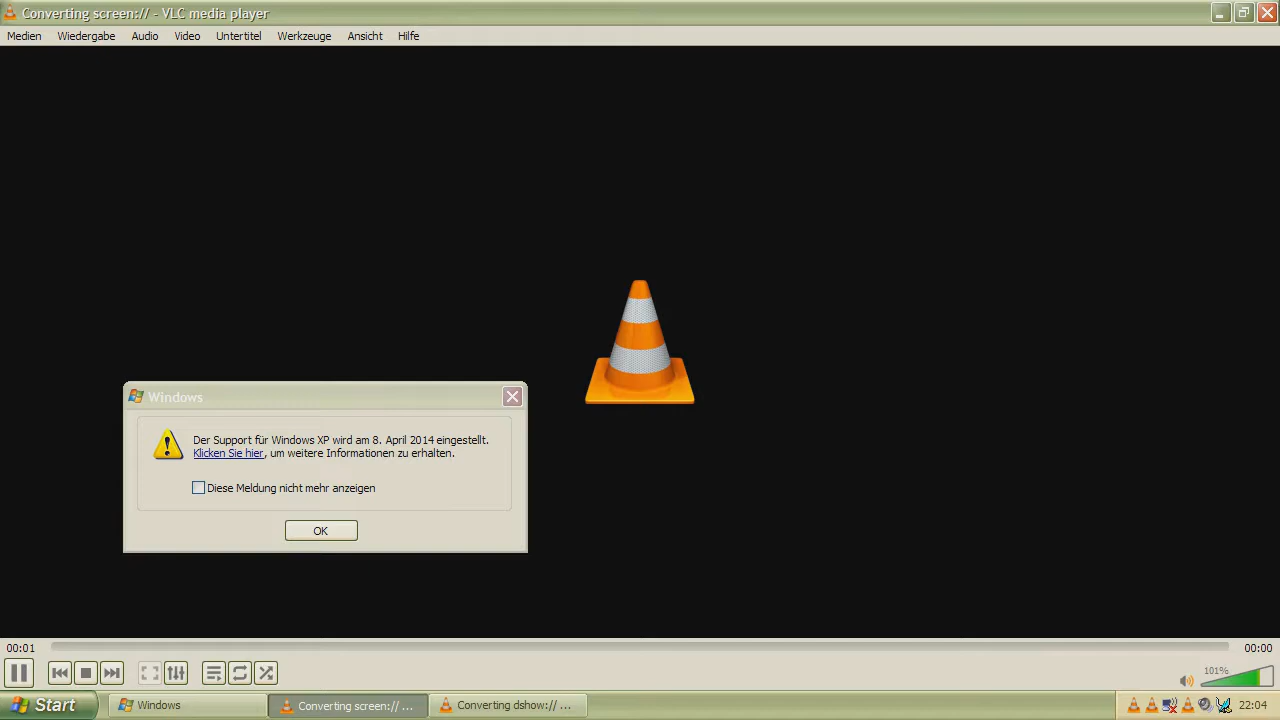 Converting screen:// - VLC media player
Medien Wiedergabe Audio Video Untertitel Werkzeuge Ansicht Hilfe
Windows
Der Support für Windows XP wird am 8. April 2014 eingestellt.
Klicken Sie hier, um weitere Informationen zu erhalten.
Diese Meldung nicht mehr anzeigen
OK
00:01 00:00
101%
Start Windows Converting screen:// ... Converting dshow:// ... 22:04